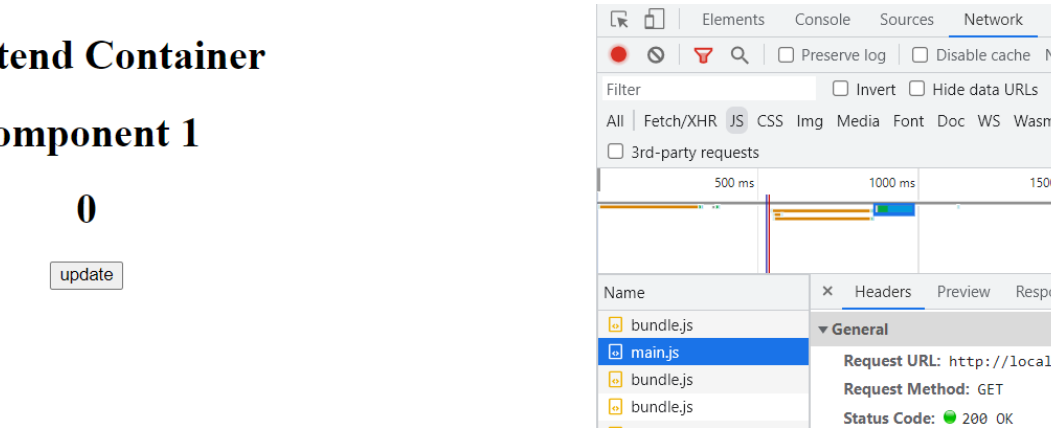 tend Container
omponent 1
0
update
Elements Console Sources Network
Preserve log Disable cache N
Filter Invert Hide data URLs
All Fetch/XHR JS CSS Img Media Font Doc WS Wasm
3rd-party requests
500 ms 1000 ms 150
Name × Headers Preview Respo
bundle.js
main.js
bundle.js
bundle.js
General
Request URL: http://local
Request Method: GET
Status Code: 200 OK